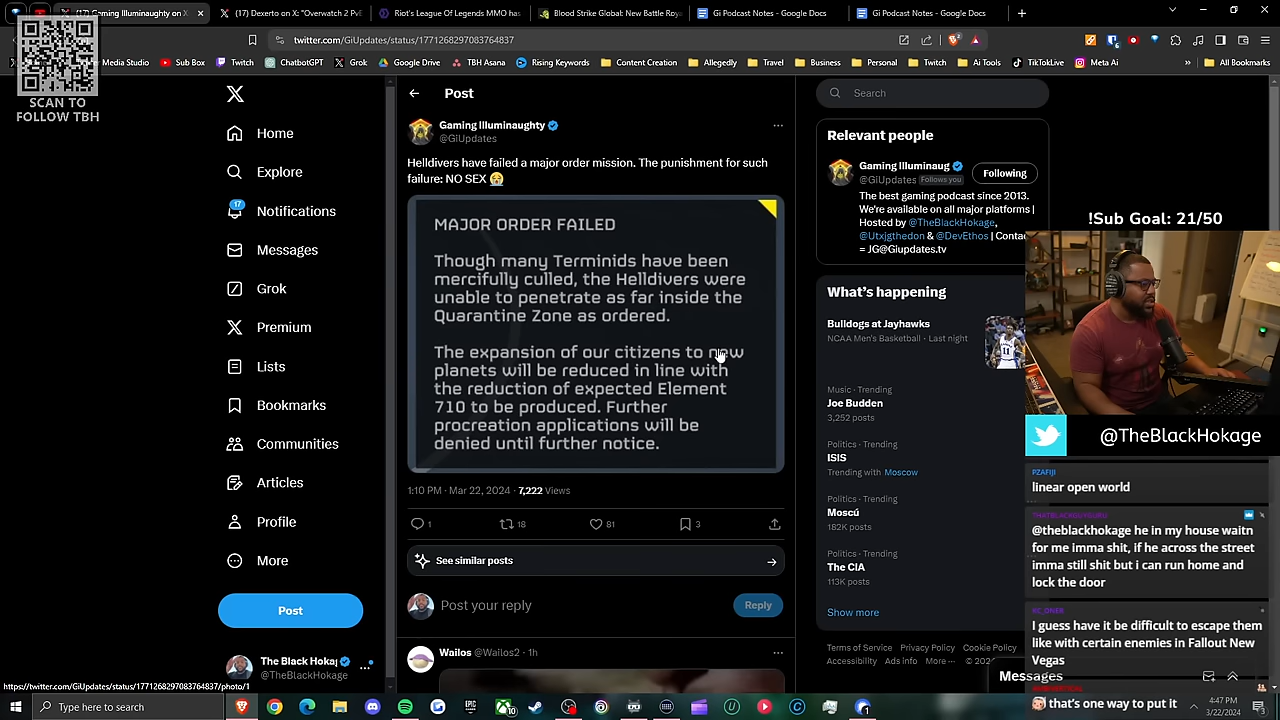 (17) Gaming Illuminaughty on X
(17) Dexerto on X: "Overwatch 2 PvE
Riot's League of Legends MMO has
Blood Strike Global: New Battle Roy
Gi Podcast Notes - Google Docs
Gi Podcast Notes - Google Docs
twitter.com/GiUpdates/status/1771268297083764837
Media Studio
Sub Box
Twitch
ChatbotGPT
Grok
Google Drive
TBH Asana
Rising Keywords
Content Creation
Allegedly
Travel
Business
Personal
Twitch
Ai Tools
TikTokLive
Meta Ai
All Bookmarks
SCAN TO
FOLLOW TBH
Home
Explore
17
Notifications
Messages
Grok
Premium
Lists
Bookmarks
Communities
Articles
Profile
More
Post
The Black Hokag
@TheBlackHokage
https://twitter.com/GiUpdates/status/1771268297083764837/photo/1
Post
Gaming Illuminaughty
@GiUpdates
Helldivers have failed a major order mission. The punishment for such
failure: NO SEX 😭
MAJOR ORDER FAILED
Though many Terminids have been
mercifully culled, the Helldivers were
unable to penetrate as far inside the
Quarantine Zone as ordered.
The expansion of our citizens to new
planets will be reduced in line with
the reduction of expected Element
710 to be produced. Further
procreation applications will be
denied until further notice.
1:10 PM · Mar 22, 2024 · 7,222 Views
1
18
81
3
See similar posts
Post your reply
Reply
Wailos @Wailos2 · 1h
Search
Relevant people
Gaming Illuminaug
@GiUpdates Follows you
Following
The best gaming podcast since 2013.
We're available on all major platforms |
Hosted by @TheBlackHokage,
@Utxjgthedon & @DevEthos | Contac
= JG@Giupdates.tv
What's happening
Bulldogs at Jayhawks
NCAA Men's Basketball · Last night
Music · Trending
Joe Budden
3,252 posts
Politics · Trending
ISIS
Trending with Moscow
Politics · Trending
Moscú
182K posts
Politics · Trending
The CIA
113K posts
Show more
Terms of Service Privacy Policy Cookie Policy
Accessibility Ads info More ··· © 202
Messages
!Sub Goal: 21/50
@TheBlackHokage
PZAFIJI
linear open world
THATBLACKGUYGURU
@theblackhokage he in my house waitn
for me imma shit, if he across the street
imma still shit but i can run home and
lock the door
KC_ONER
I guess have it be difficult to escape them
like with certain enemies in Fallout New
Vegas
that's one way to put it
Type here to search
10
1
4:47 PM
3/22/2024